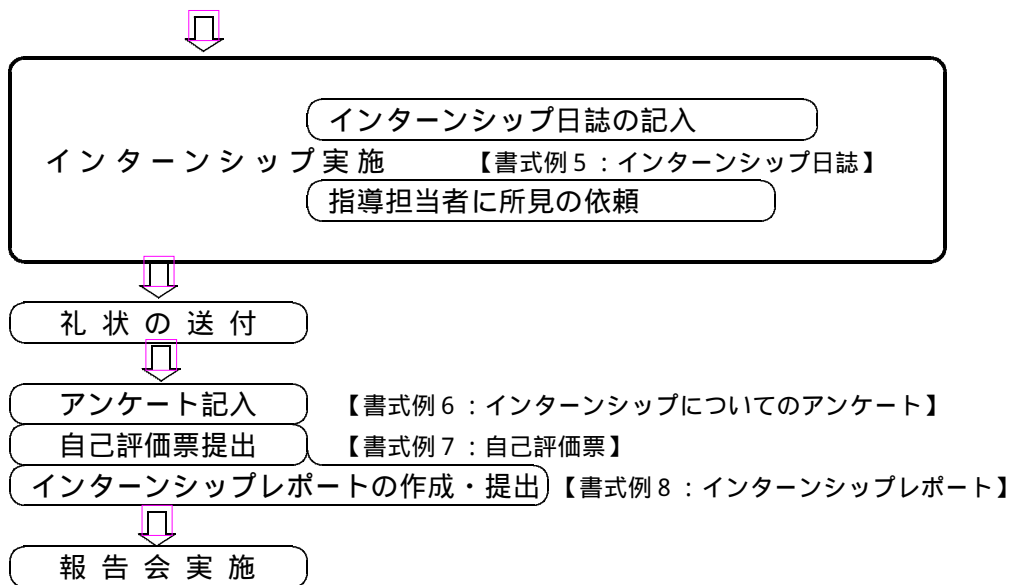 インターンシップ日誌の記入
インターンシップ実施 【書式例5：インターンシップ日誌】
指導担当者に所見の依頼
礼状の送付
アンケート記入 【書式例6：インターンシップについてのアンケート】
自己評価票提出 【書式例7：自己評価票】
インターンシップレポートの作成・提出 【書式例8：インターンシップレポート】
報告会実施